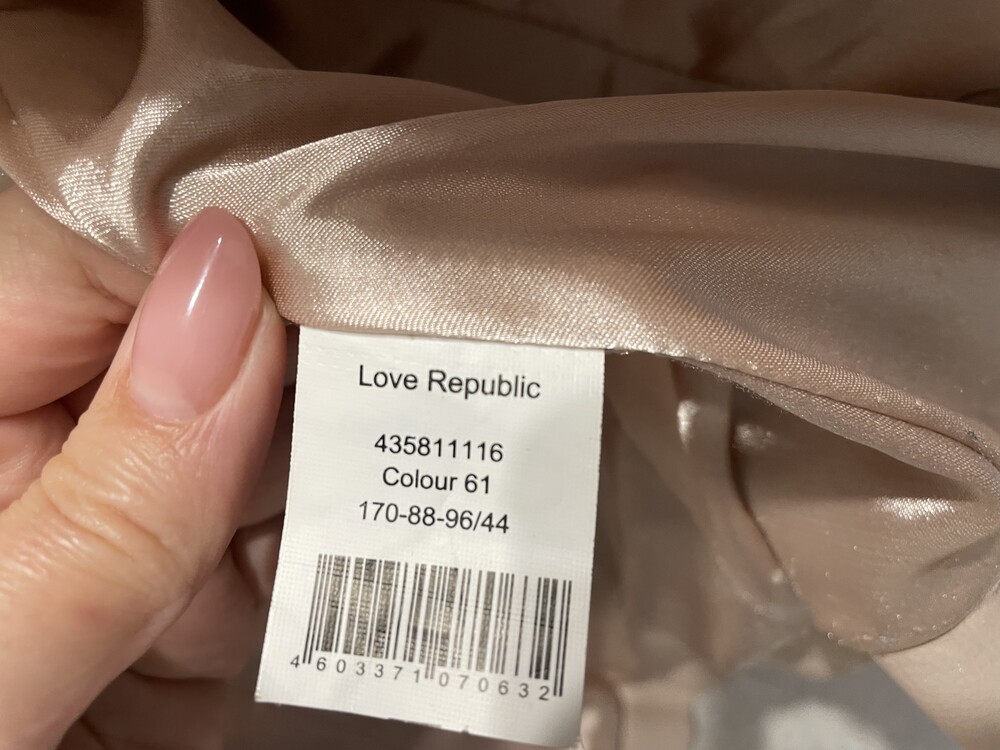 Love Republic
435811116
Colour 61
170-88-96/44
4 603371 070632